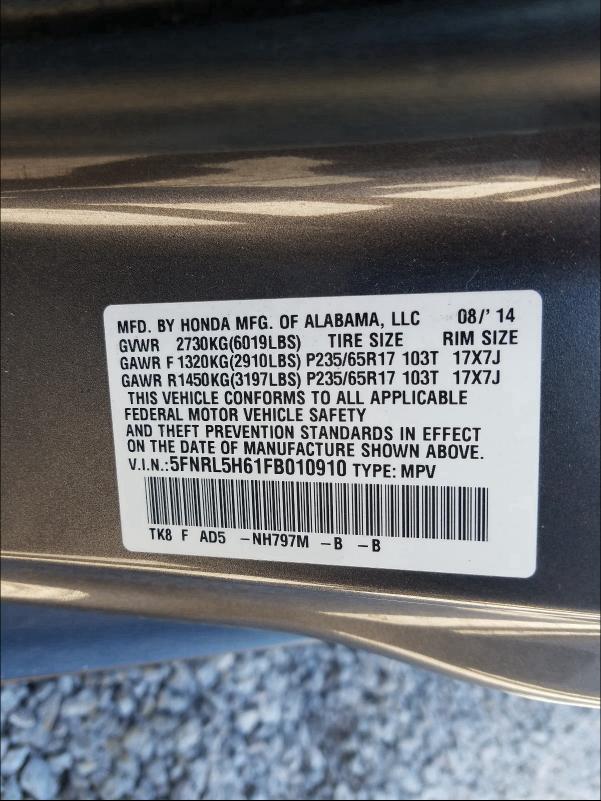 MFD. BY HONDA MFG. OF ALABAMA, LLC 08/' 14
GVWR 2730KG(6019LBS) TIRE SIZE RIM SIZE
GAWR F 1320KG(2910LBS) P235/65R17 103T 17X7J
GAWR R1450KG(3197LBS) P235/65R17 103T 17X7J
THIS VEHICLE CONFORMS TO ALL APPLICABLE
FEDERAL MOTOR VEHICLE SAFETY
AND THEFT PREVENTION STANDARDS IN EFFECT
ON THE DATE OF MANUFACTURE SHOWN ABOVE.
V.I.N.: 5FNRL5H61FB010910 TYPE: MPV
TK8 F AD5 -NH797M -B -B